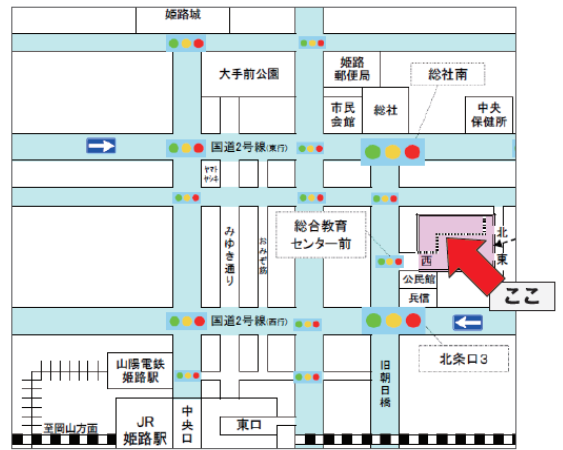 姫路城
大手前公園
姫路
郵便局
総社南
市民
会館
総社
中央
保健所
国道2号線(東行)
ヤマト
ヤシキ
みゆき通り
おみぞ筋
総合教育
センター前
北
東
西
公民館
兵信
ここ
国道2号線(西行)
北条口3
旧朝日橋
山陽電鉄
姫路駅
至岡山方面
JR
姫路駅
中央口
東口